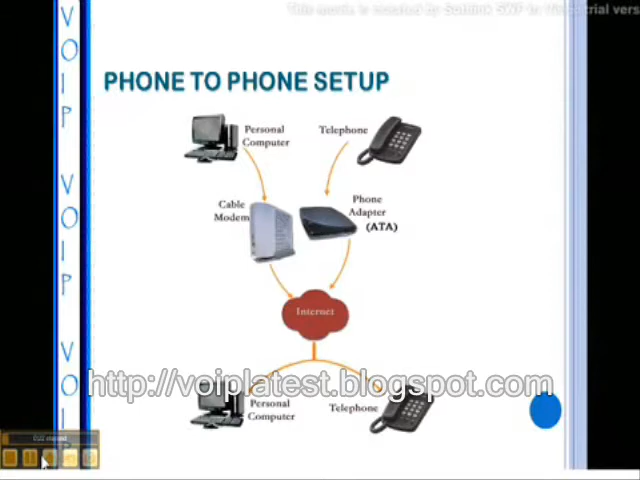 VOIP
VOIP
VOI
PHONE TO PHONE SETUP
Personal
Computer
Telephone
Cable
Modem
Phone
Adapter
(ATA)
Internet
http://voiplatest.blogspot.com
Personal
Computer
Telephone